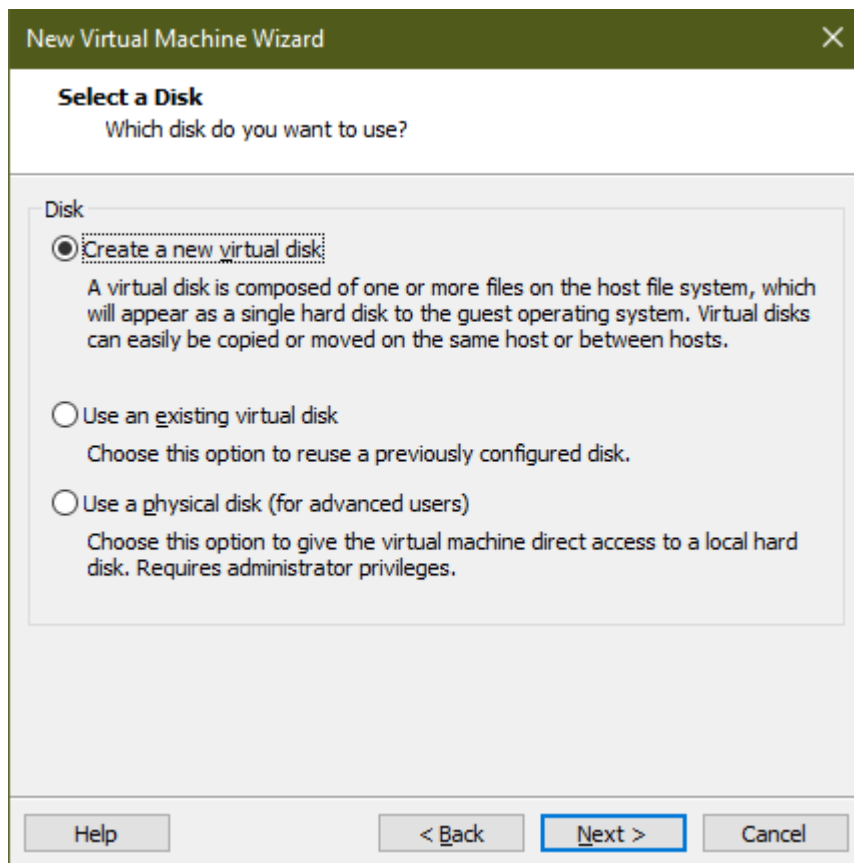 New Virtual Machine Wizard
Select a Disk
Which disk do you want to use?
Disk
Create a new virtual disk
A virtual disk is composed of one or more files on the host file system, which
will appear as a single hard disk to the guest operating system. Virtual disks
can easily be copied or moved on the same host or between hosts.
Use an existing virtual disk
Choose this option to reuse a previously configured disk.
Use a physical disk (for advanced users)
Choose this option to give the virtual machine direct access to a local hard
disk. Requires administrator privileges.
Help
< Back
Next >
Cancel